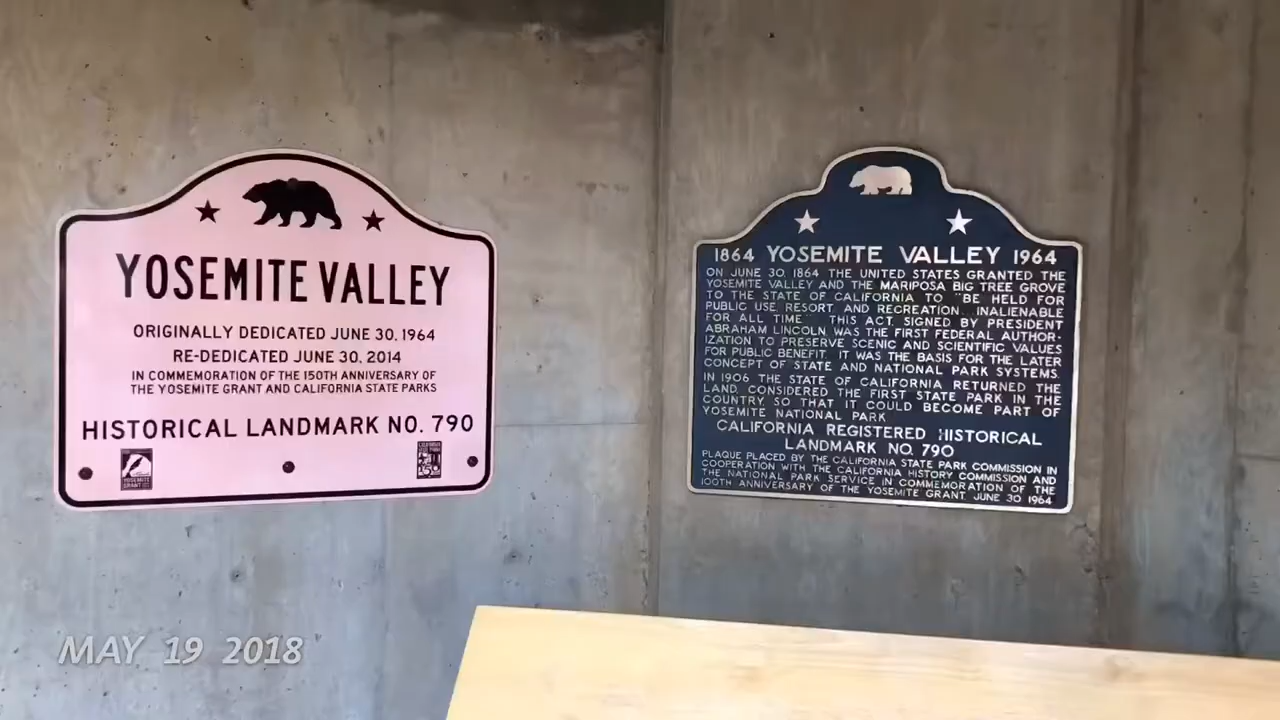 YOSEMITE VALLEY
ORIGINALLY DEDICATED JUNE 30, 1964
RE-DEDICATED JUNE 30, 2014
IN COMMEMORATION OF THE 150TH ANNIVERSARY OF
THE YOSEMITE GRANT AND CALIFORNIA STATE PARKS
HISTORICAL LANDMARK NO. 790
YOSEMITE
GRANT
1864 YOSEMITE VALLEY 1964
ON JUNE 30, 1864 THE UNITED STATES GRANTED THE
YOSEMITE VALLEY AND THE MARIPOSA BIG TREE GROVE
TO THE STATE OF CALIFORNIA TO "BE HELD FOR
PUBLIC USE, RESORT AND RECREATION, INALIENABLE
FOR ALL TIME. THIS ACT, SIGNED BY PRESIDENT
ABRAHAM LINCOLN, WAS THE FIRST FEDERAL AUTHOR-
IZATION TO PRESERVE SCENIC AND SCIENTIFIC VALUES
FOR PUBLIC BENEFIT. IT WAS THE BASIS FOR THE LATER
CONCEPT OF STATE AND NATIONAL PARK SYSTEMS.
IN 1906 THE STATE OF CALIFORNIA RETURNED THE
LAND, CONSIDERED THE FIRST STATE PARK IN THE
COUNTRY, SO THAT IT COULD BECOME PART OF
YOSEMITE NATIONAL PARK
CALIFORNIA REGISTERED HISTORICAL
LANDMARK NO. 790
PLAQUE PLACED BY THE CALIFORNIA STATE PARK COMMISSION IN
COOPERATION WITH THE CALIFORNIA HISTORY COMMISSION AND
THE NATIONAL PARK SERVICE IN COMMEMORATION OF THE
100TH ANNIVERSARY OF THE YOSEMITE GRANT JUNE 30 1964
MAY 19 2018